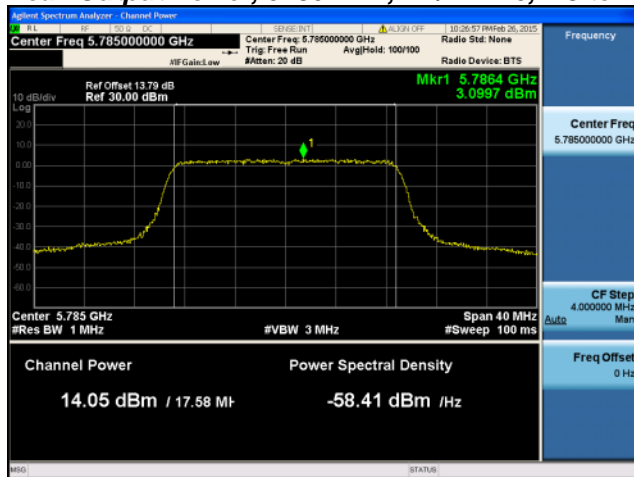 Agilent Spectrum Analyzer - Channel Power
RL RF 50 Ω DC SENSE:INT ALIGN OFF 10:26:57 PM Feb 26, 2015
Center Freq 5.785000000 GHz
Center Freq: 5.785000000 GHz
Radio Std: None
Trig: Free Run Avg|Hold: 100/100
#IFGain:Low #Atten: 20 dB Radio Device: BTS
Frequency
Ref Offset 13.79 dB
10 dB/div Ref 30.00 dBm
Mkr1 5.7864 GHz
3.0997 dBm
Log
20.0
10.0
1
0.00
-10.0
-20.0
-30.0
-40.0
-50.0
-60.0
Center 5.785 GHz Span 40 MHz
#Res BW 1 MHz #VBW 3 MHz #Sweep 100 ms
Channel Power Power Spectral Density
14.05 dBm / 17.58 MH -58.41 dBm /Hz
Center Freq
5.785000000 GHz
CF Step
4.000000 MHz
Auto Man
Freq Offset
0 Hz
MSG STATUS